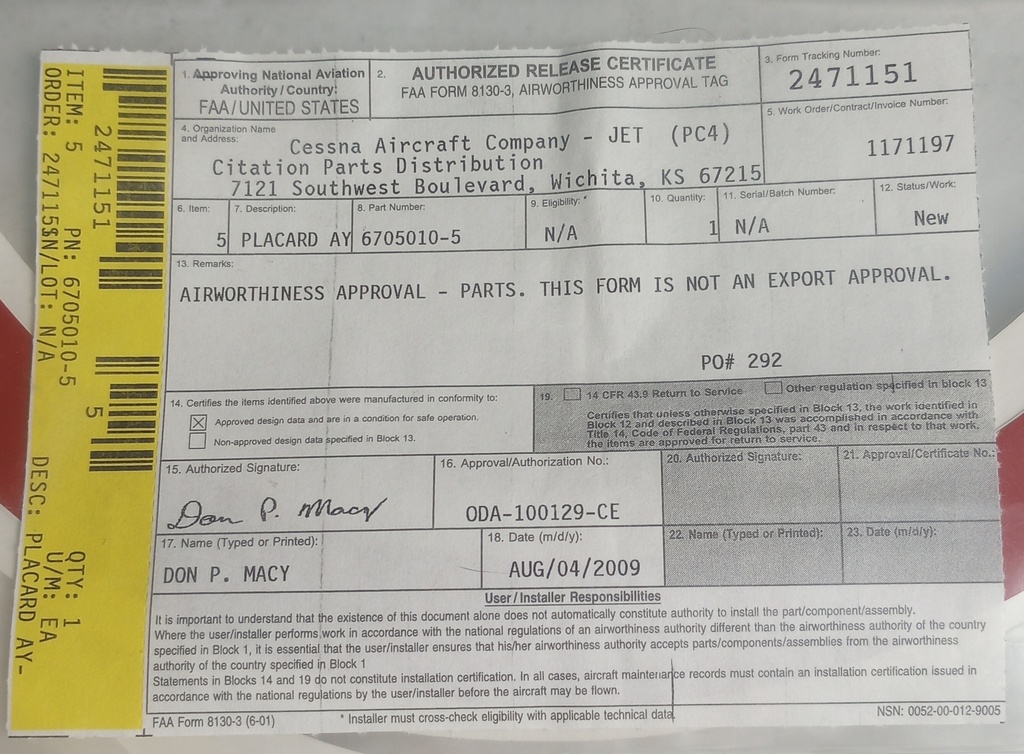 1. Approving National Aviation
Authority/Country:
FAA/UNITED STATES
2. AUTHORIZED RELEASE CERTIFICATE
FAA FORM 8130-3, AIRWORTHINESS APPROVAL TAG
3. Form Tracking Number:
2471151
4. Organization Name
and Address:
Cessna Aircraft Company - JET (PC4)
Citation Parts Distribution
7121 Southwest Boulevard, Wichita, KS 67215
5. Work Order/Contract/Invoice Number:
1171197
6. Item:
5
7. Description:
PLACARD AY
8. Part Number:
6705010-5
9. Eligibility: *
N/A
10. Quantity:
1
11. Serial/Batch Number:
N/A
12. Status/Work:
New
13. Remarks:
AIRWORTHINESS APPROVAL - PARTS. THIS FORM IS NOT AN EXPORT APPROVAL.
PO# 292
14. Certifies the items identified above were manufactured in conformity to:
Approved design data and are in a condition for safe operation.
Non-approved design data specified in Block 13.
19. 14 CFR 43.9 Return to Service Other regulation specified in block 13
Certifies that unless otherwise specified in Block 13, the work identified in
Block 12 and described in Block 13 was accomplished in accordance with
Title 14, Code of Federal Regulations, part 43 and in respect to that work,
the items are approved for return to service.
15. Authorized Signature:
Don P. Macy
16. Approval/Authorization No.:
ODA-100129-CE
20. Authorized Signature:
21. Approval/Certificate No.:
17. Name (Typed or Printed):
DON P. MACY
18. Date (m/d/y):
AUG/04/2009
22. Name (Typed or Printed):
23. Date (m/d/y):
User/Installer Responsibilities
It is important to understand that the existence of this document alone does not automatically constitute authority to install the part/component/assembly.
Where the user/installer performs work in accordance with the national regulations of an airworthiness authority different than the airworthiness authority of the country
specified in Block 1, it is essential that the user/installer ensures that his/her airworthiness authority accepts parts/components/assemblies from the airworthiness
authority of the country specified in Block 1
Statements in Blocks 14 and 19 do not constitute installation certification. In all cases, aircraft maintenance records must contain an installation certification issued in
accordance with the national regulations by the user/installer before the aircraft may be flown.
FAA Form 8130-3 (6-01)
* Installer must cross-check eligibility with applicable technical data
NSN: 0052-00-012-9005
2471151
5
ITEM: 5 PN: 6705010-5 QTY: 1
ORDER: 2471151 SN/LOT: N/A U/M: EA
DESC: PLACARD AY-